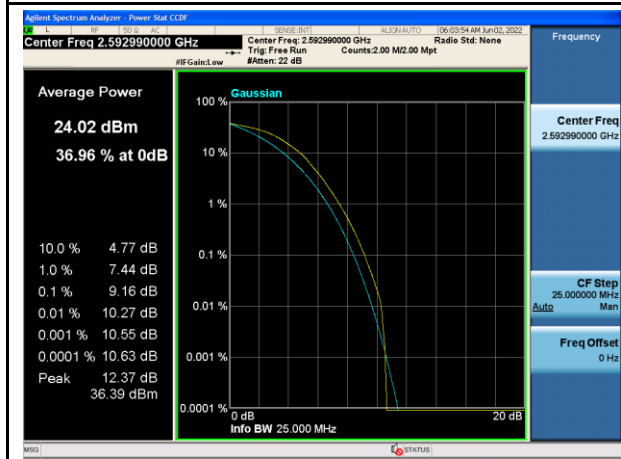 Agilent Spectrum Analyzer - Power Stat CCDF
L RF 50 Ω AC SENSE:INT ALIGNAUTO 06:03:54 AM Jun 02, 2022
Center Freq 2.592990000 GHz
Center Freq: 2.592990000 GHz Radio Std: None
Trig: Free Run Counts:2.00 M/2.00 Mpt
#IFGain:Low #Atten: 22 dB
Frequency
Average Power
24.02 dBm
36.96 % at 0dB
10.0 % 4.77 dB
1.0 % 7.44 dB
0.1 % 9.16 dB
0.01 % 10.27 dB
0.001 % 10.55 dB
0.0001 % 10.63 dB
Peak 12.37 dB
36.39 dBm
Gaussian
100 %
10 %
1 %
0.1 %
0.01 %
0.001 %
0.0001 %
0 dB 20 dB
Info BW 25.000 MHz
Center Freq
2.592990000 GHz
CF Step
25.000000 MHz
Auto Man
Freq Offset
0 Hz
MSG STATUS